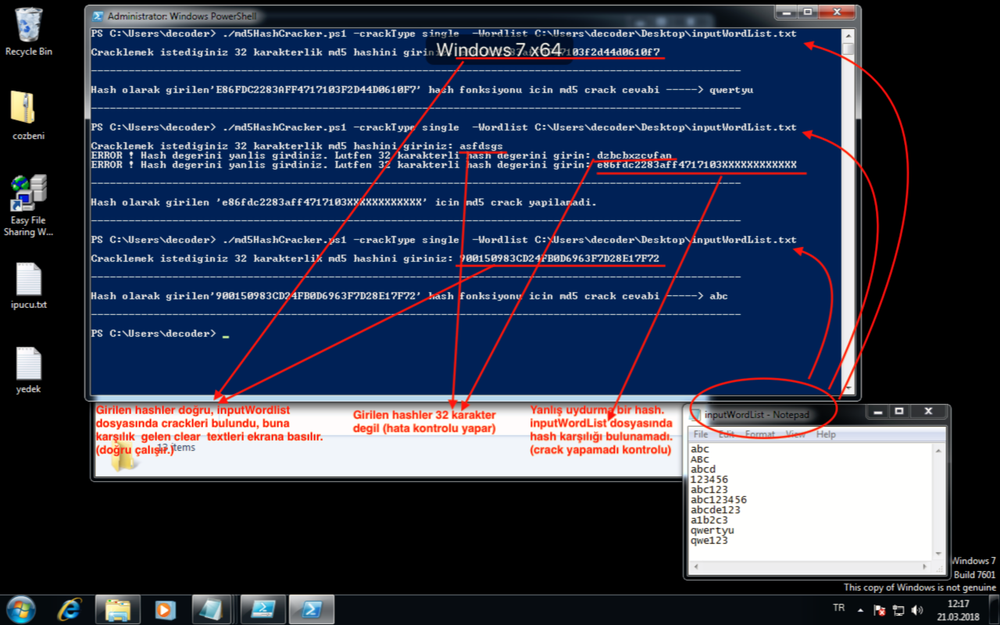 Recycle Bin
cozbeni
Easy File
Sharing W...
ipucu.txt
yedek
Administrator: Windows PowerShell
PS C:\Users\decoder> ./md5HashCracker.ps1 -crackType single  -Wordlist C:\Users\decoder\Desktop\inputWordList.txt
Cracklemek istediginiz 32 karakterlik md5 hashini giriniz:
Windows 7 x64
Hash olarak girilen'E86FDC2283AFF4717103F2D44D0610F7' hash fonksiyonu icin md5 crack cevabi -----> qwertyu
PS C:\Users\decoder> ./md5HashCracker.ps1 -crackType single  -Wordlist C:\Users\decoder\Desktop\inputWordList.txt
Cracklemek istediginiz 32 karakterlik md5 hashini giriniz: asfdsgs
ERROR ! Hash degerini yanlis girdiniz. Lutfen 32 karakterli hash degerini girin: dzbcbxzcvfan
ERROR ! Hash degerini yanlis girdiniz. Lutfen 32 karakterli hash degerini girin: e86fdc2283aff4717103XXXXXXXXXXXX
Hash olarak girilen 'e86fdc2283aff4717103XXXXXXXXXXXX' icin md5 crack yapilamadi.
PS C:\Users\decoder> ./md5HashCracker.ps1 -crackType single  -Wordlist C:\Users\decoder\Desktop\inputWordList.txt
Cracklemek istediginiz 32 karakterlik md5 hashini giriniz: 900150983CD24FB0D6963F7D28E17F72
Hash olarak girilen'900150983CD24FB0D6963F7D28E17F72' hash fonksiyonu icin md5 crack cevabi -----> abc
PS C:\Users\decoder> _
Girilen hashler doğru, inputWordlist
dosyasında crackleri bulundu, buna
karşılık gelen clear textleri ekrana basılır.
(doğru çalışır.)
12 items
Girilen hashler 32 karakter
degil (hata kontrolu yapar)
Yanlış uydurma bir hash.
inputWordList dosyasında
hash karşılığı bulunamadı.
(crack yapamadı kontrolu)
inputWordList - Notepad
File Edit Format View Help
abc
ABc
abcd
123456
abc123
abc123456
abcde123
a1b2c3
qwertyu
qwe123
Windows 7
Build 7601
This copy of Windows is not genuine
TR
12:17
21.03.2018